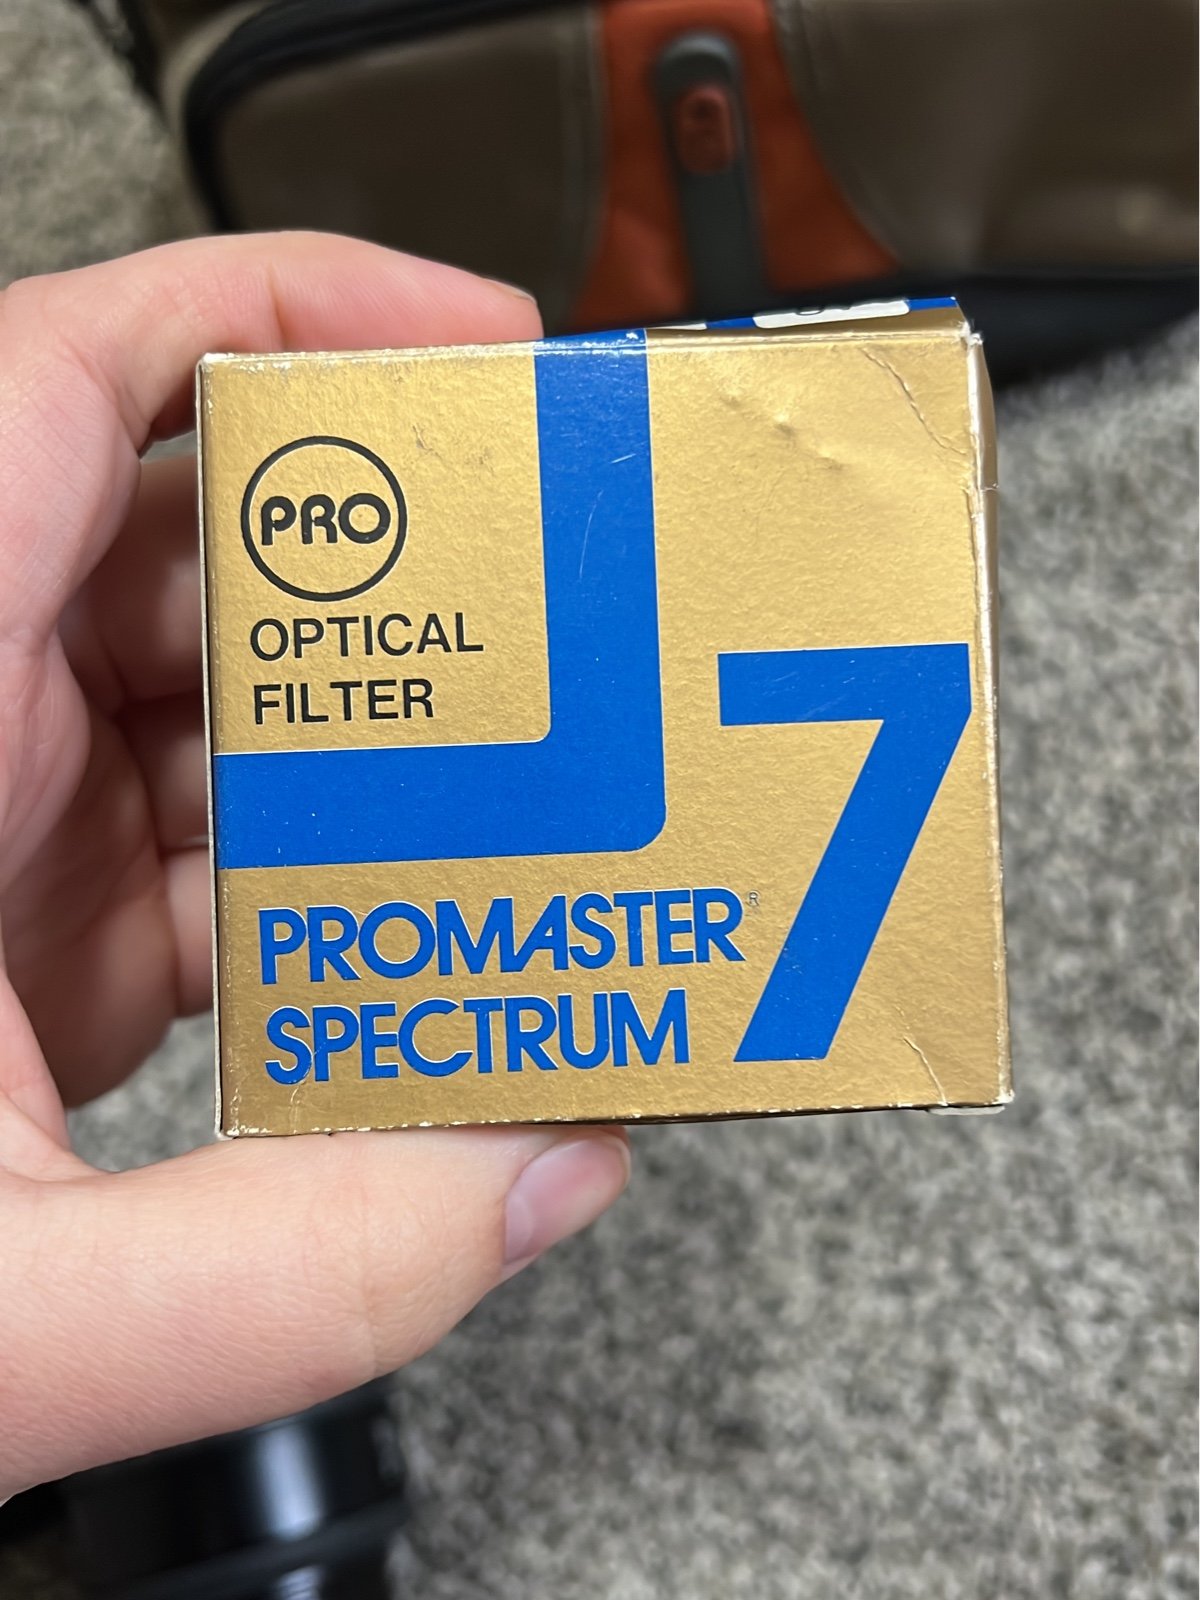 PRO
OPTICAL
FILTER
PROMASTER®
SPECTRUM
7